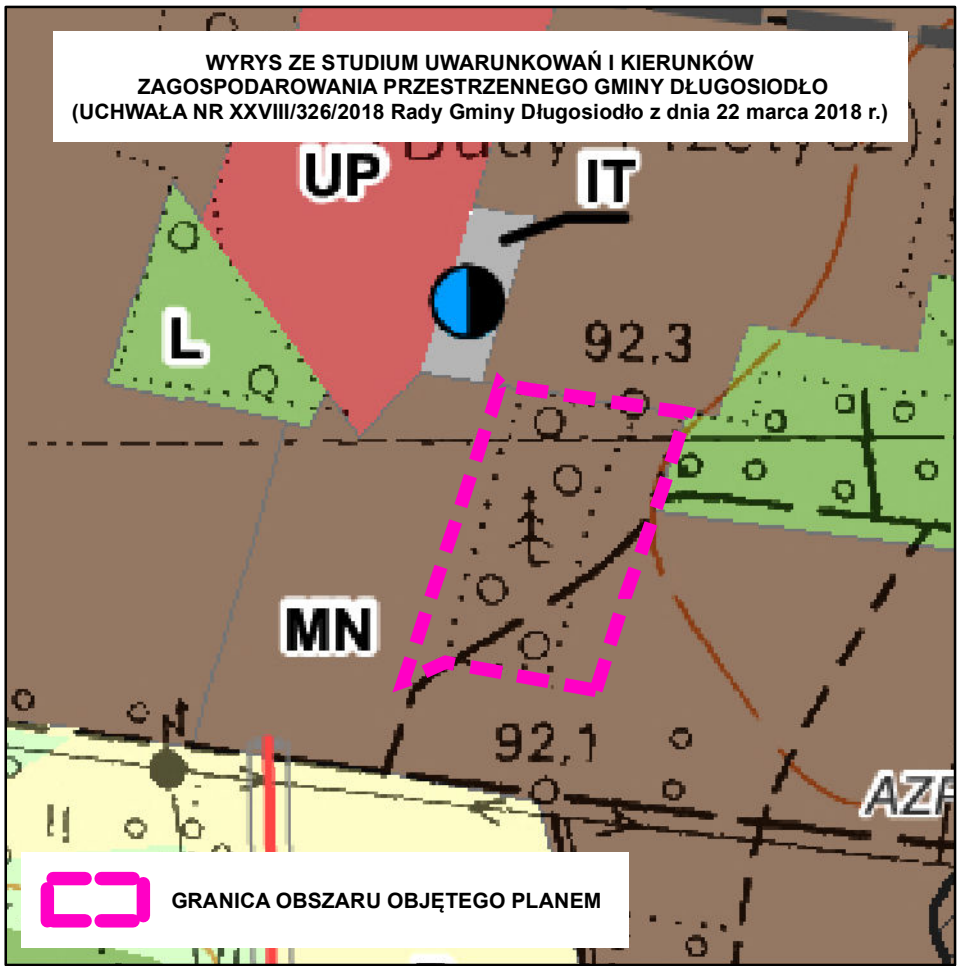 WYRYS ZE STUDIUM UWARUNKOWAŃ I KIERUNKÓW
ZAGOSPODAROWANIA PRZESTRZENNEGO GMINY DŁUGOSIODŁO
(UCHWAŁA NR XXVIII/326/2018 Rady Gminy Długosiodło z dnia 22 marca 2018 r.)
UP
IT
L
92,3
MN
92,1
AZP
GRANICA OBSZARU OBJĘTEGO PLANEM